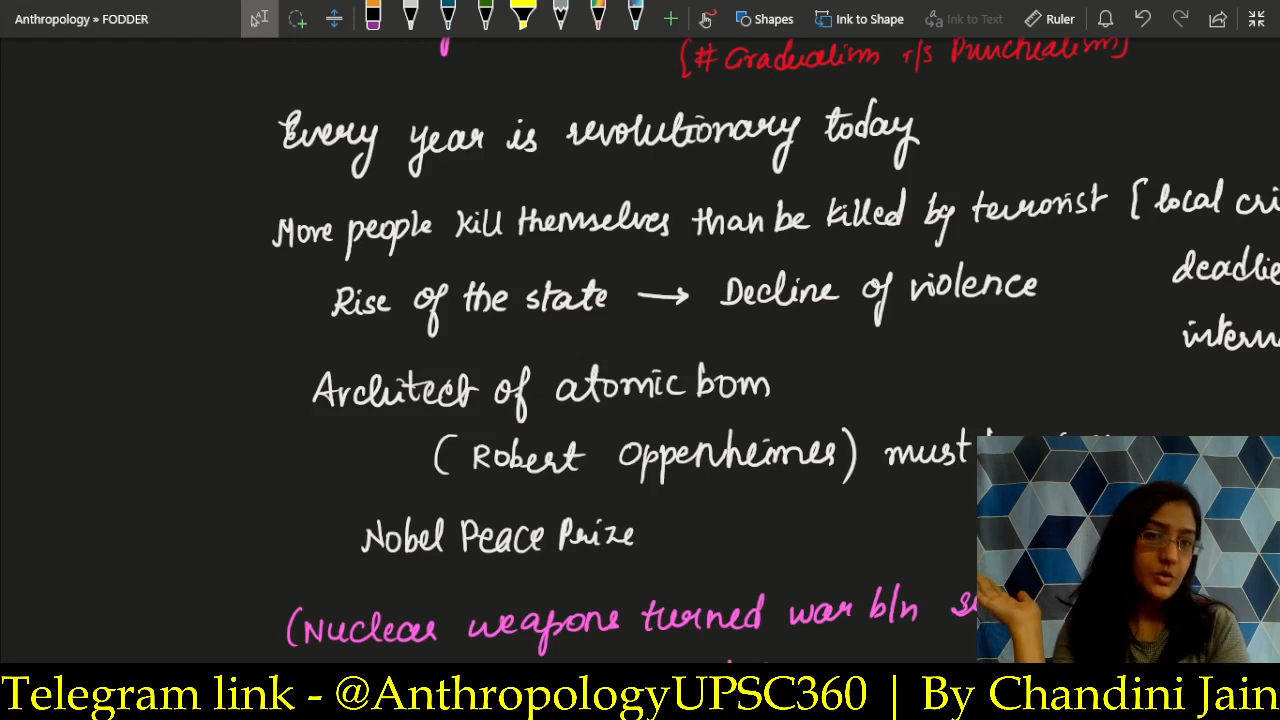 Anthropology » FODDER
Shapes
Ink to Shape
Ink to Text
Ruler
[# Gradualism r/s Punctualism]
Every year is revolutionary today
More people kill themselves than be killed by terrorist [local cri
deadlie
intern
Rise of the state → Decline of violence
Architect of atomic bom
(Robert Oppenheimer) must
Nobel Peace Prize
(Nuclear weapons turned war b/n s
Telegram link - @AnthropologyUPSC360 | By Chandini Jain